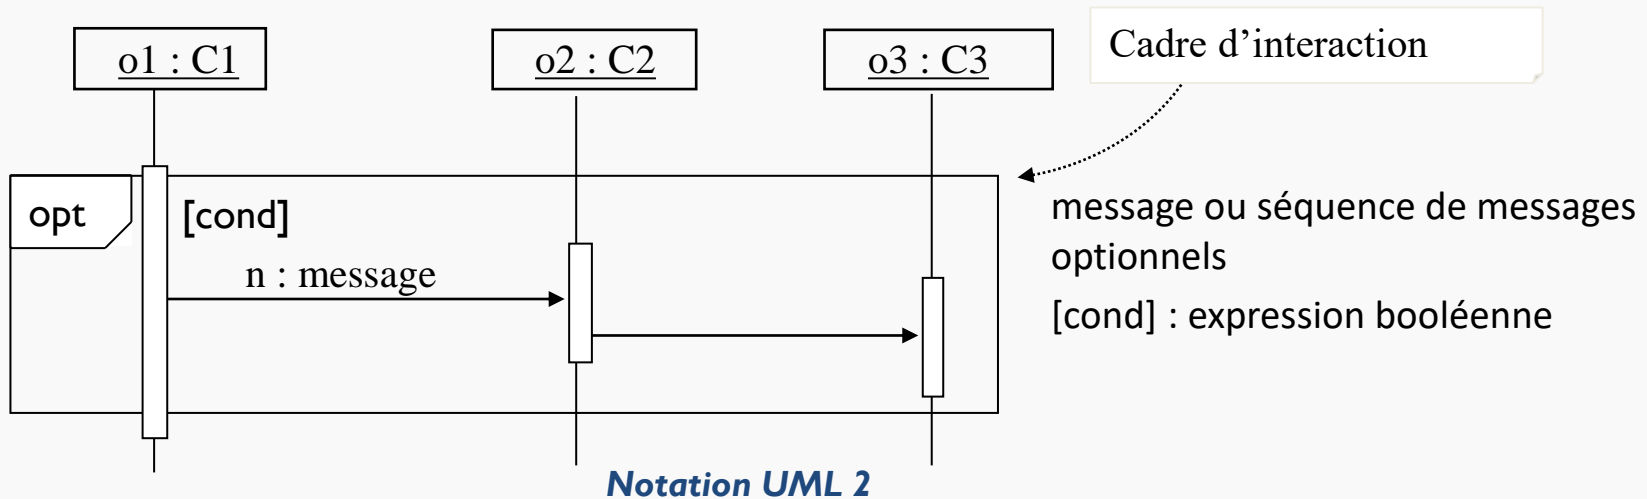 o1 : C1
o2 : C2
o3 : C3
Cadre d’interaction
opt
[cond]
n : message
message ou séquence de messages
optionnels
[cond] : expression booléenne
Notation UML 2